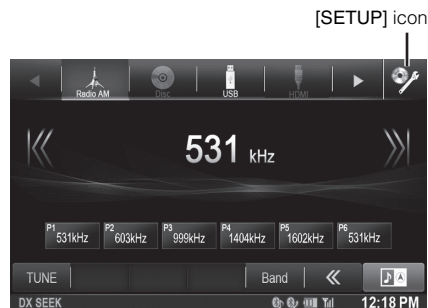 [SETUP] icon
Radio AM Disc USB HDMI
531 kHz
P1 531kHz P2 603kHz P3 999kHz P4 1404kHz P5 1602kHz P6 531kHz
TUNE Band
DX SEEK 12:18 PM